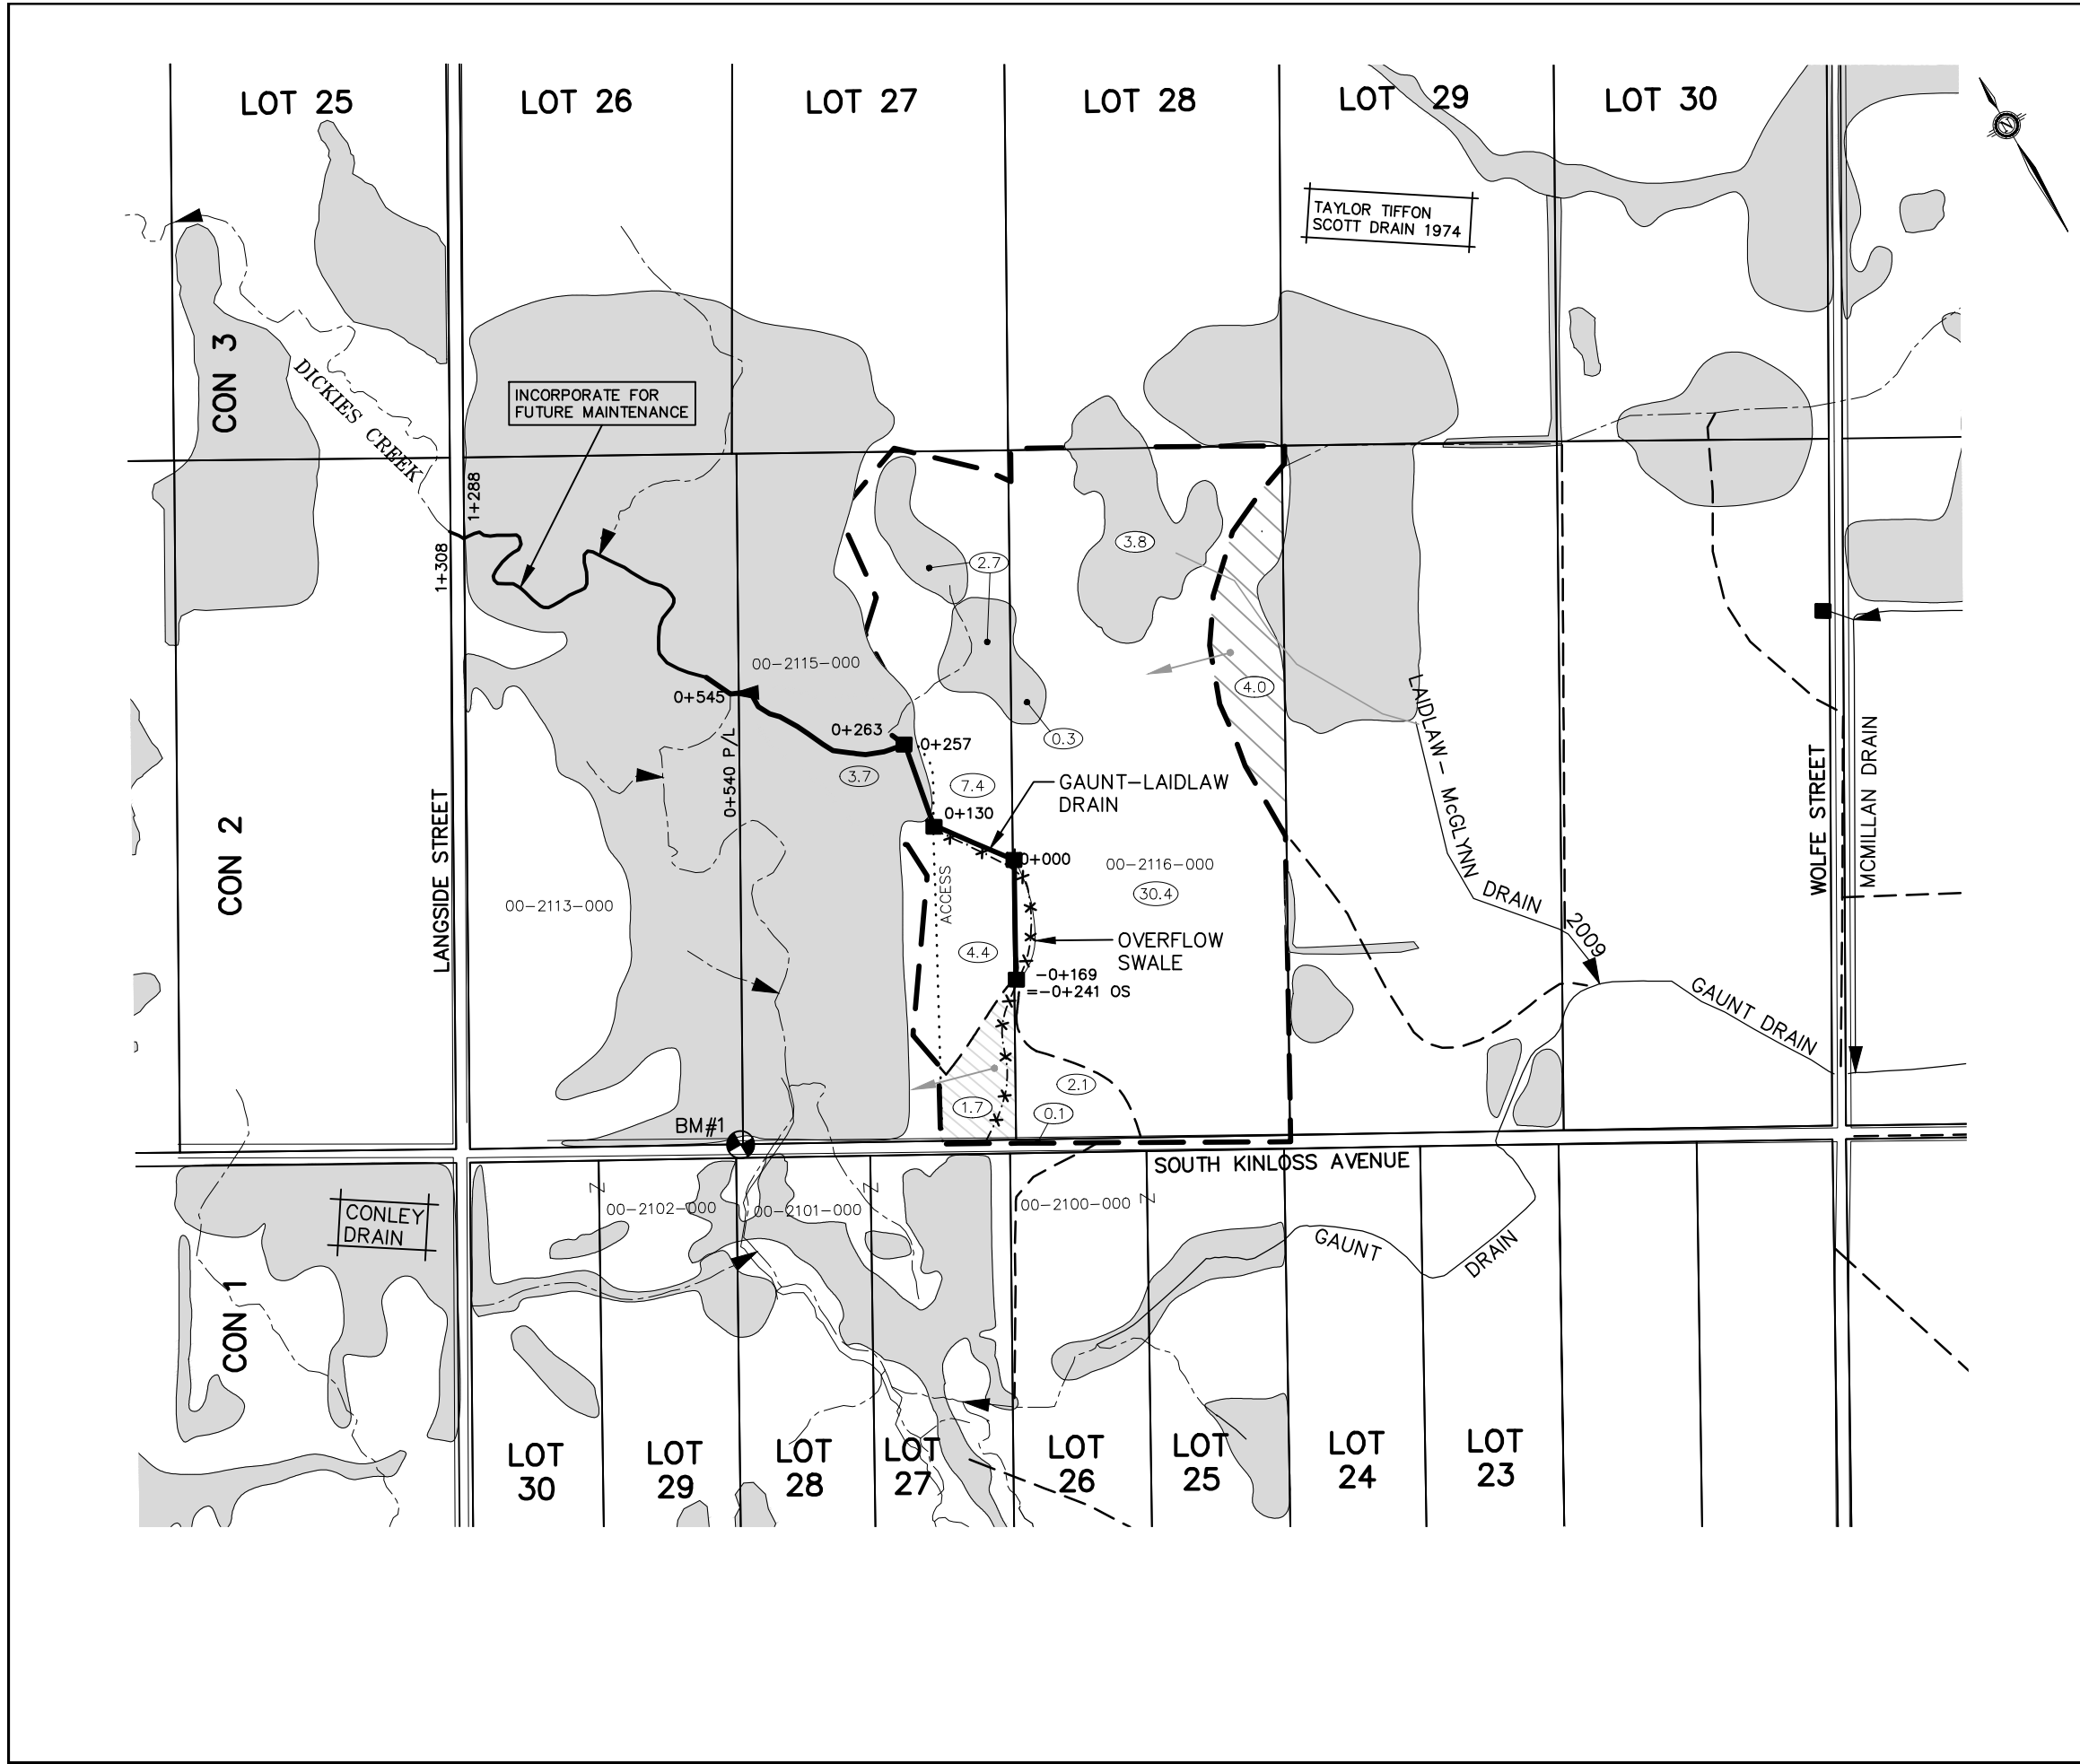 LOT 25
LOT 26
LOT 27
LOT 28
LOT 29
LOT 30
N
TAYLOR TIFFON
SCOTT DRAIN 1974
CON 3
DICKIES CREEK
INCORPORATE FOR
FUTURE MAINTENANCE
1+288
1+308
3.8
2.7
00-2115-000
4.0
0+545
0+263
0+257
0.3
0+540 P/L
3.7
7.4
GAUNT-LAIDLAW
DRAIN
0+130
0+000
00-2116-000
30.4
LAIDLAW- McGLYNN DRAIN 2009
WOLFE STREET
MCMILLAN DRAIN
CON 2
LANGSIDE STREET
00-2113-000
ACCESS
4.4
OVERFLOW
SWALE
-0+169
=-0+241 OS
GAUNT DRAIN
2.1
1.7
0.1
BM#1
SOUTH KINLOSS AVENUE
CONLEY
DRAIN
00-2102-000
00-2101-000
00-2100-000
GAUNT DRAIN
CON 1
LOT
30
LOT
29
LOT
28
LOT
27
LOT
26
LOT
25
LOT
24
LOT
23